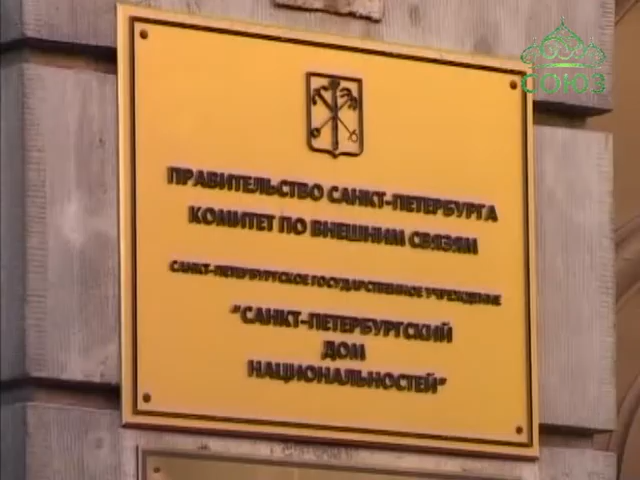 СОЮЗ
ПРАВИТЕЛЬСТВО САНКТ-ПЕТЕРБУРГА
КОМИТЕТ ПО ВНЕШНИМ СВЯЗЯМ
САНКТ-ПЕТЕРБУРГСКОЕ ГОСУДАРСТВЕННОЕ УЧРЕЖДЕНИЕ
"САНКТ-ПЕТЕРБУРГСКИЙ
ДОМ
НАЦИОНАЛЬНОСТЕЙ"